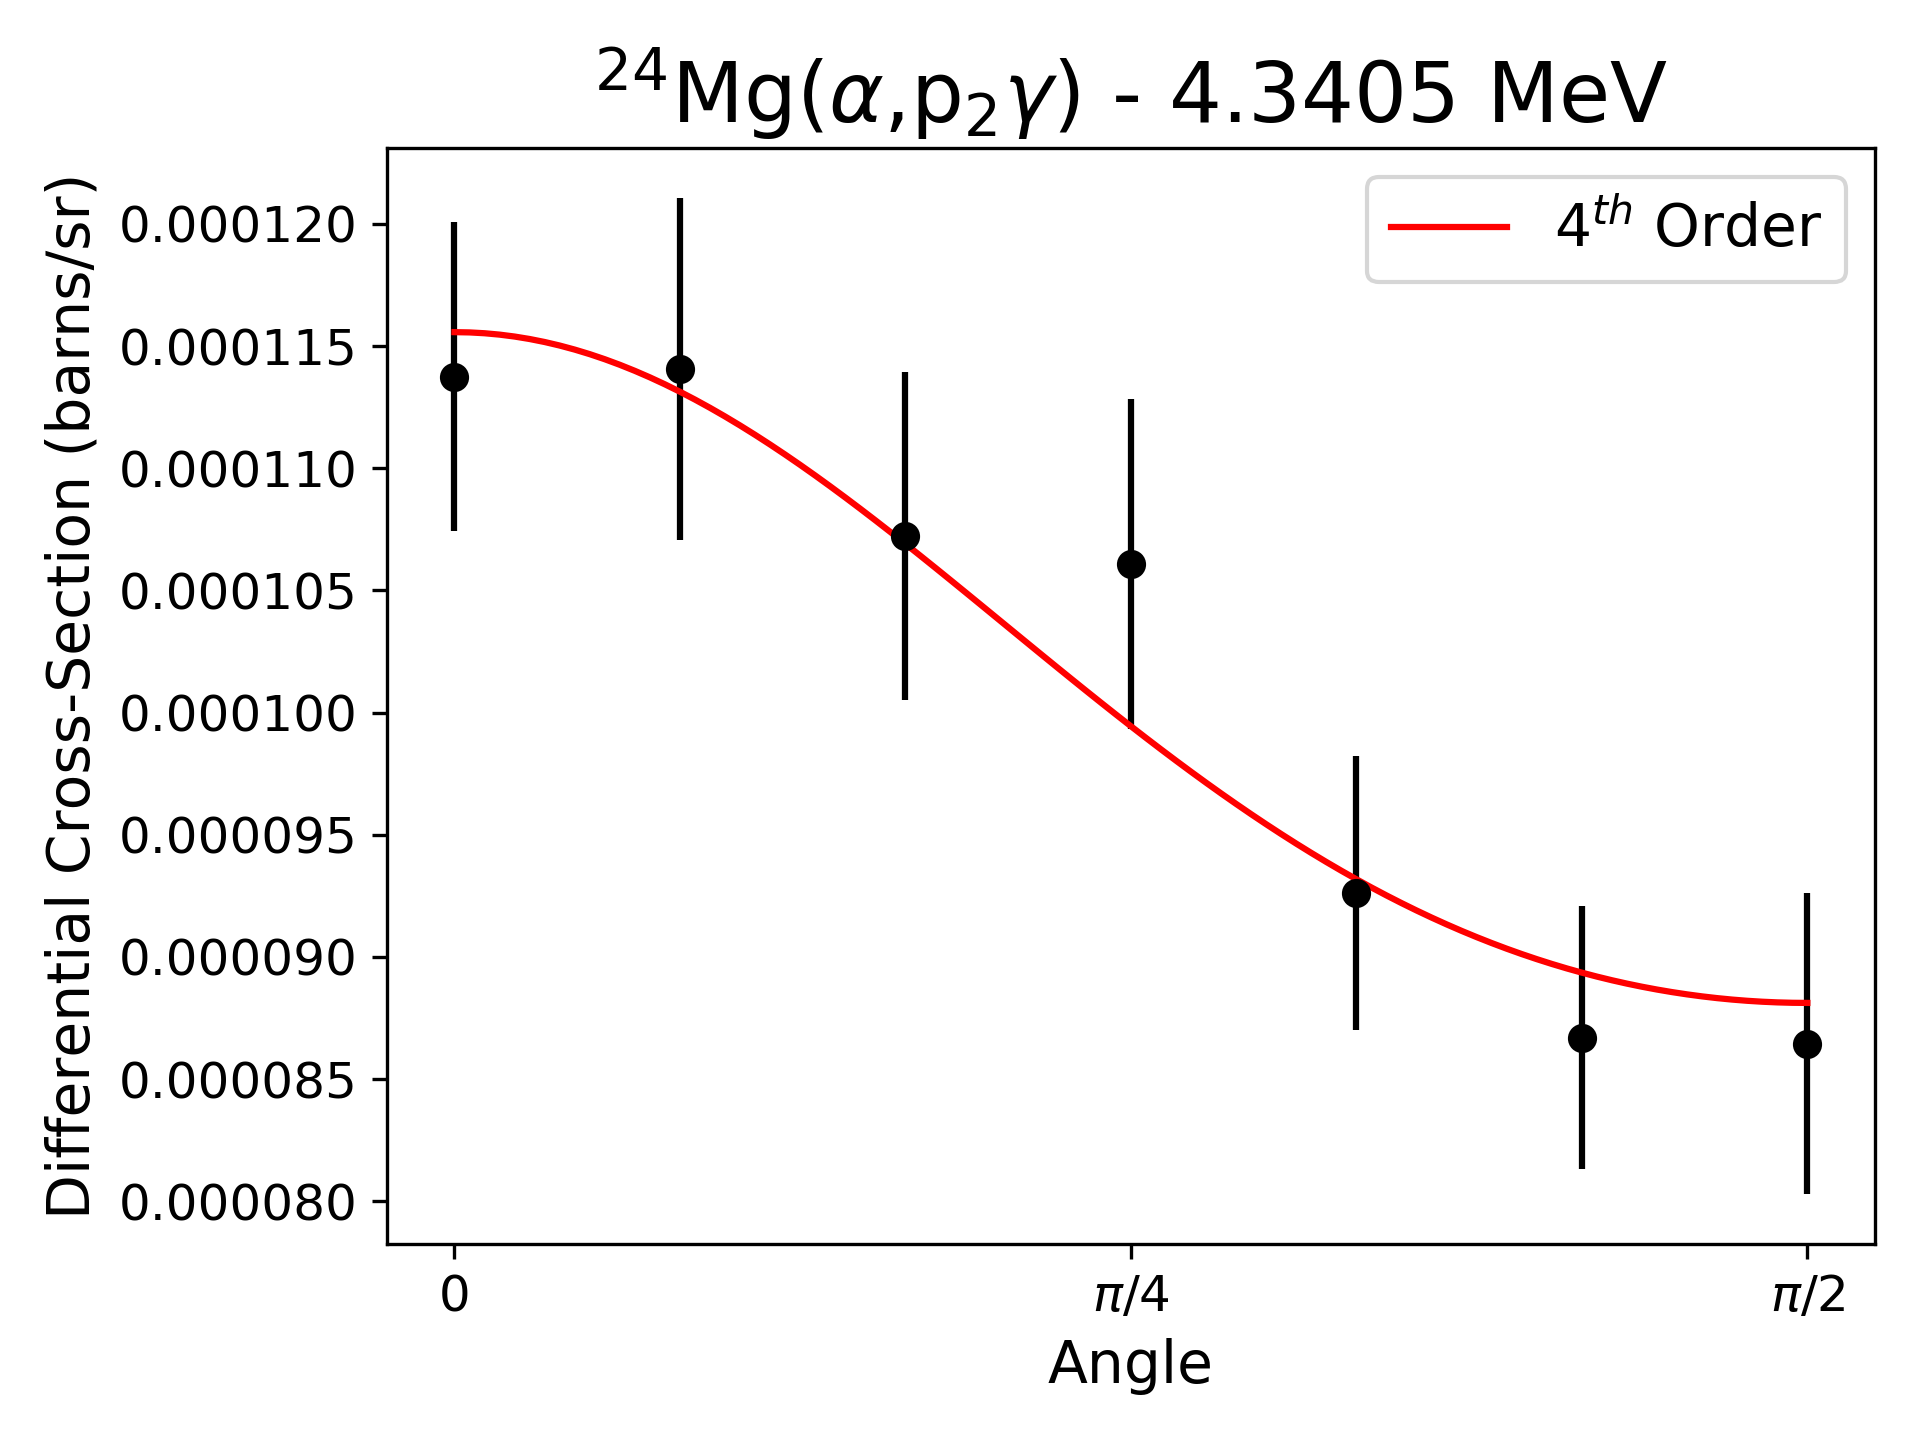 ²⁴Mg(α,p₂γ) - 4.3405 MeV
4ᵗʰ Order
Differential Cross-Section (barns/sr)
0.000120
0.000115
0.000110
0.000105
0.000100
0.000095
0.000090
0.000085
0.000080
0 π/4 π/2
Angle